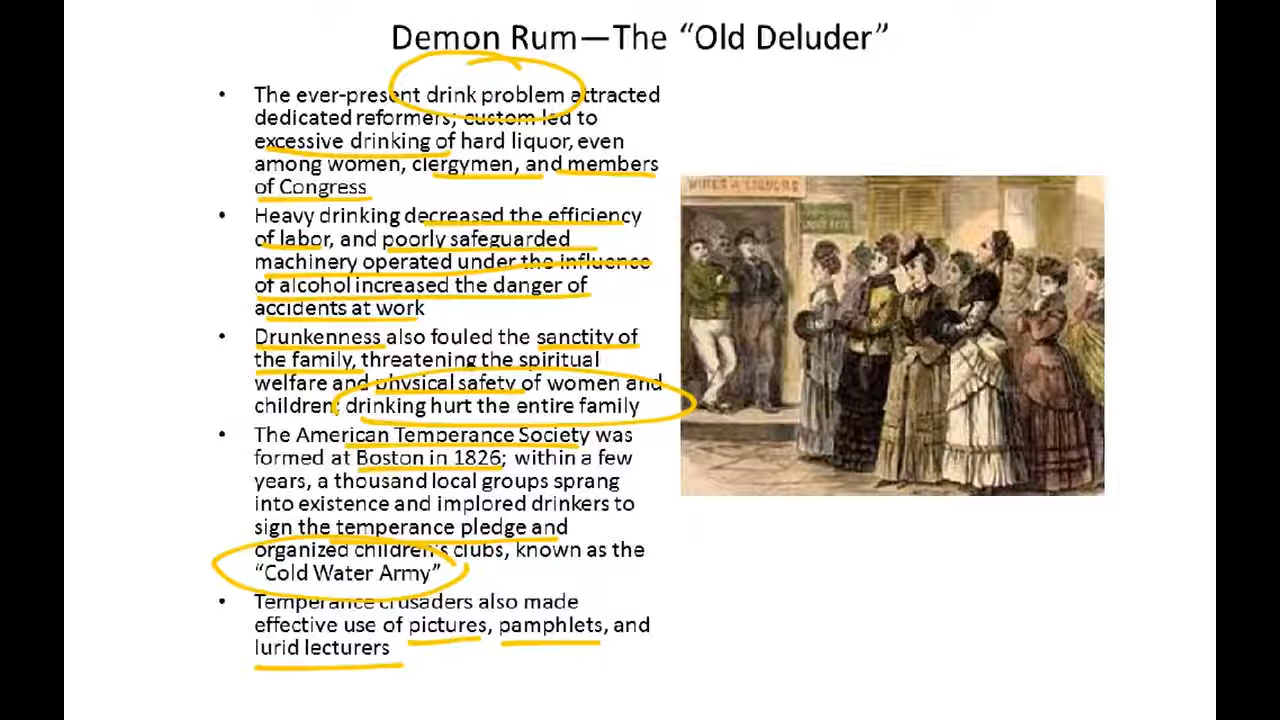 Demon Rum—The “Old Deluder”
• The ever-present drink problem attracted
dedicated reformers; custom led to
excessive drinking of hard liquor, even
among women, clergymen, and members
of Congress
• Heavy drinking decreased the efficiency
of labor, and poorly safeguarded
machinery operated under the influence
of alcohol increased the danger of
accidents at work
• Drunkenness also fouled the sanctity of
the family, threatening the spiritual
welfare and physical safety of women and
children; drinking hurt the entire family
• The American Temperance Society was
formed at Boston in 1826; within a few
years, a thousand local groups sprang
into existence and implored drinkers to
sign the temperance pledge and
organized children’s clubs, known as the
“Cold Water Army”
• Temperance crusaders also made
effective use of pictures, pamphlets, and
lurid lecturers
WINES & LIQUORS